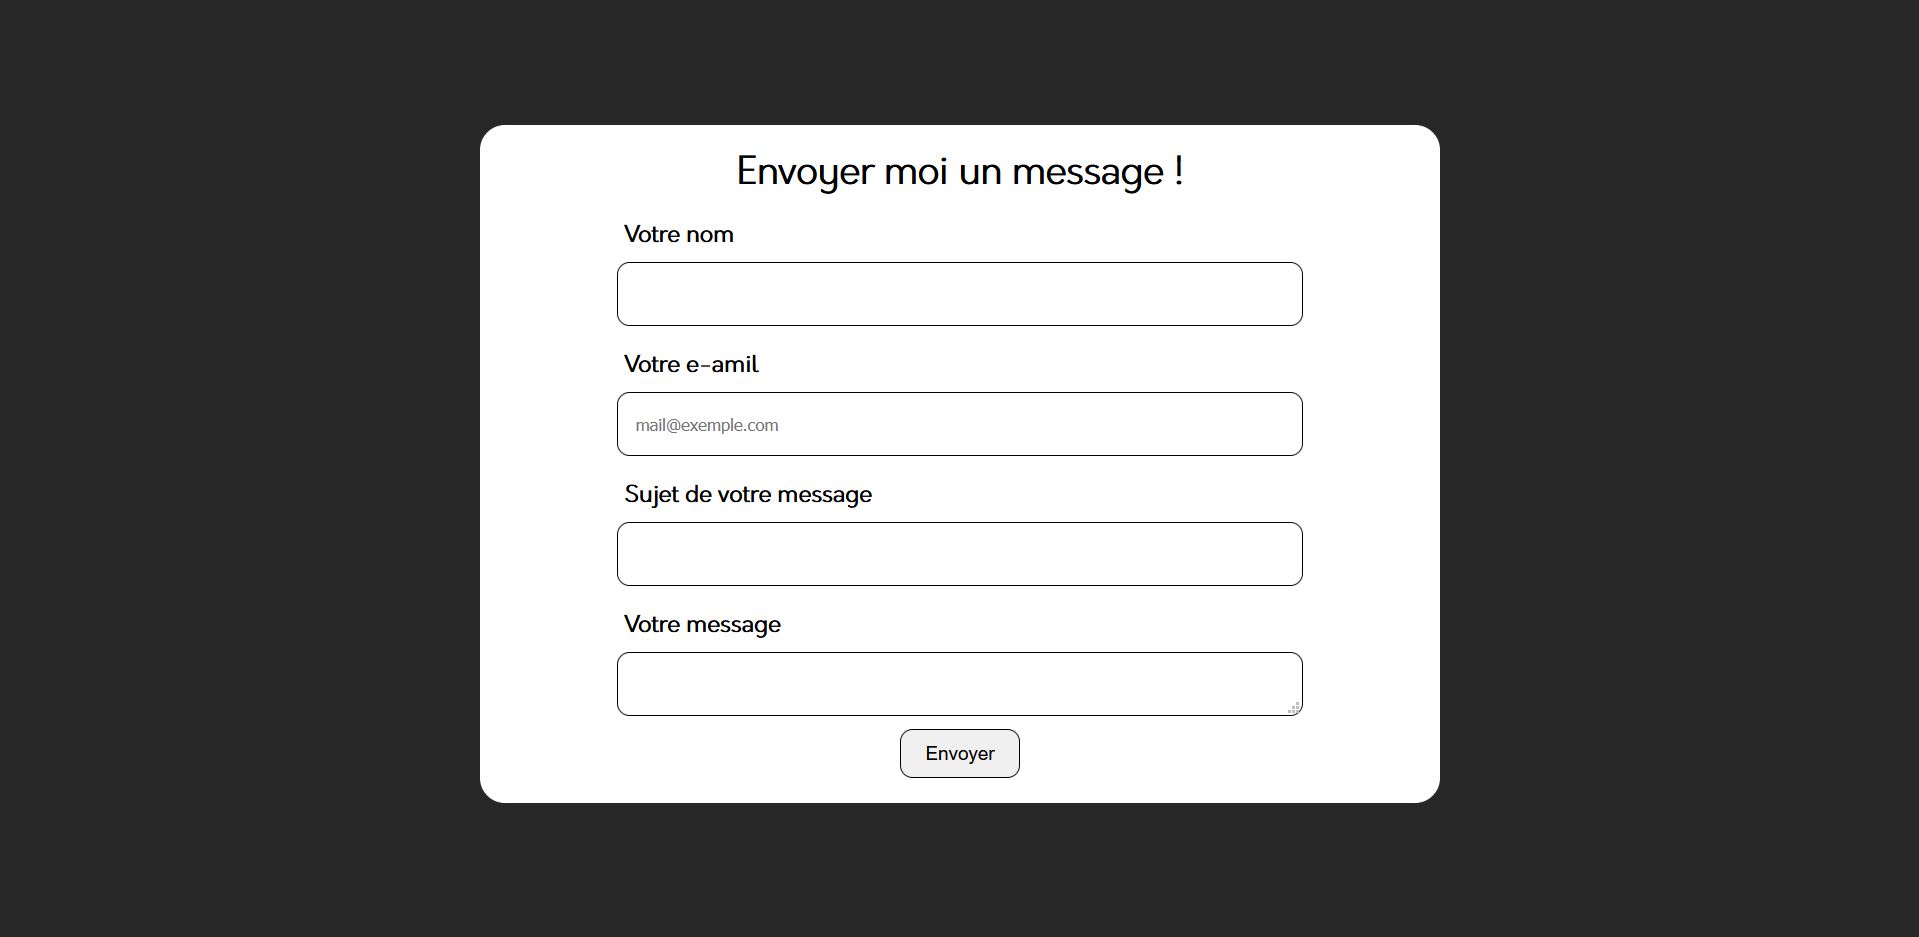 Envoyer moi un message !
Votre nom
Votre e-amil
mail@exemple.com
Sujet de votre message
Votre message
Envoyer